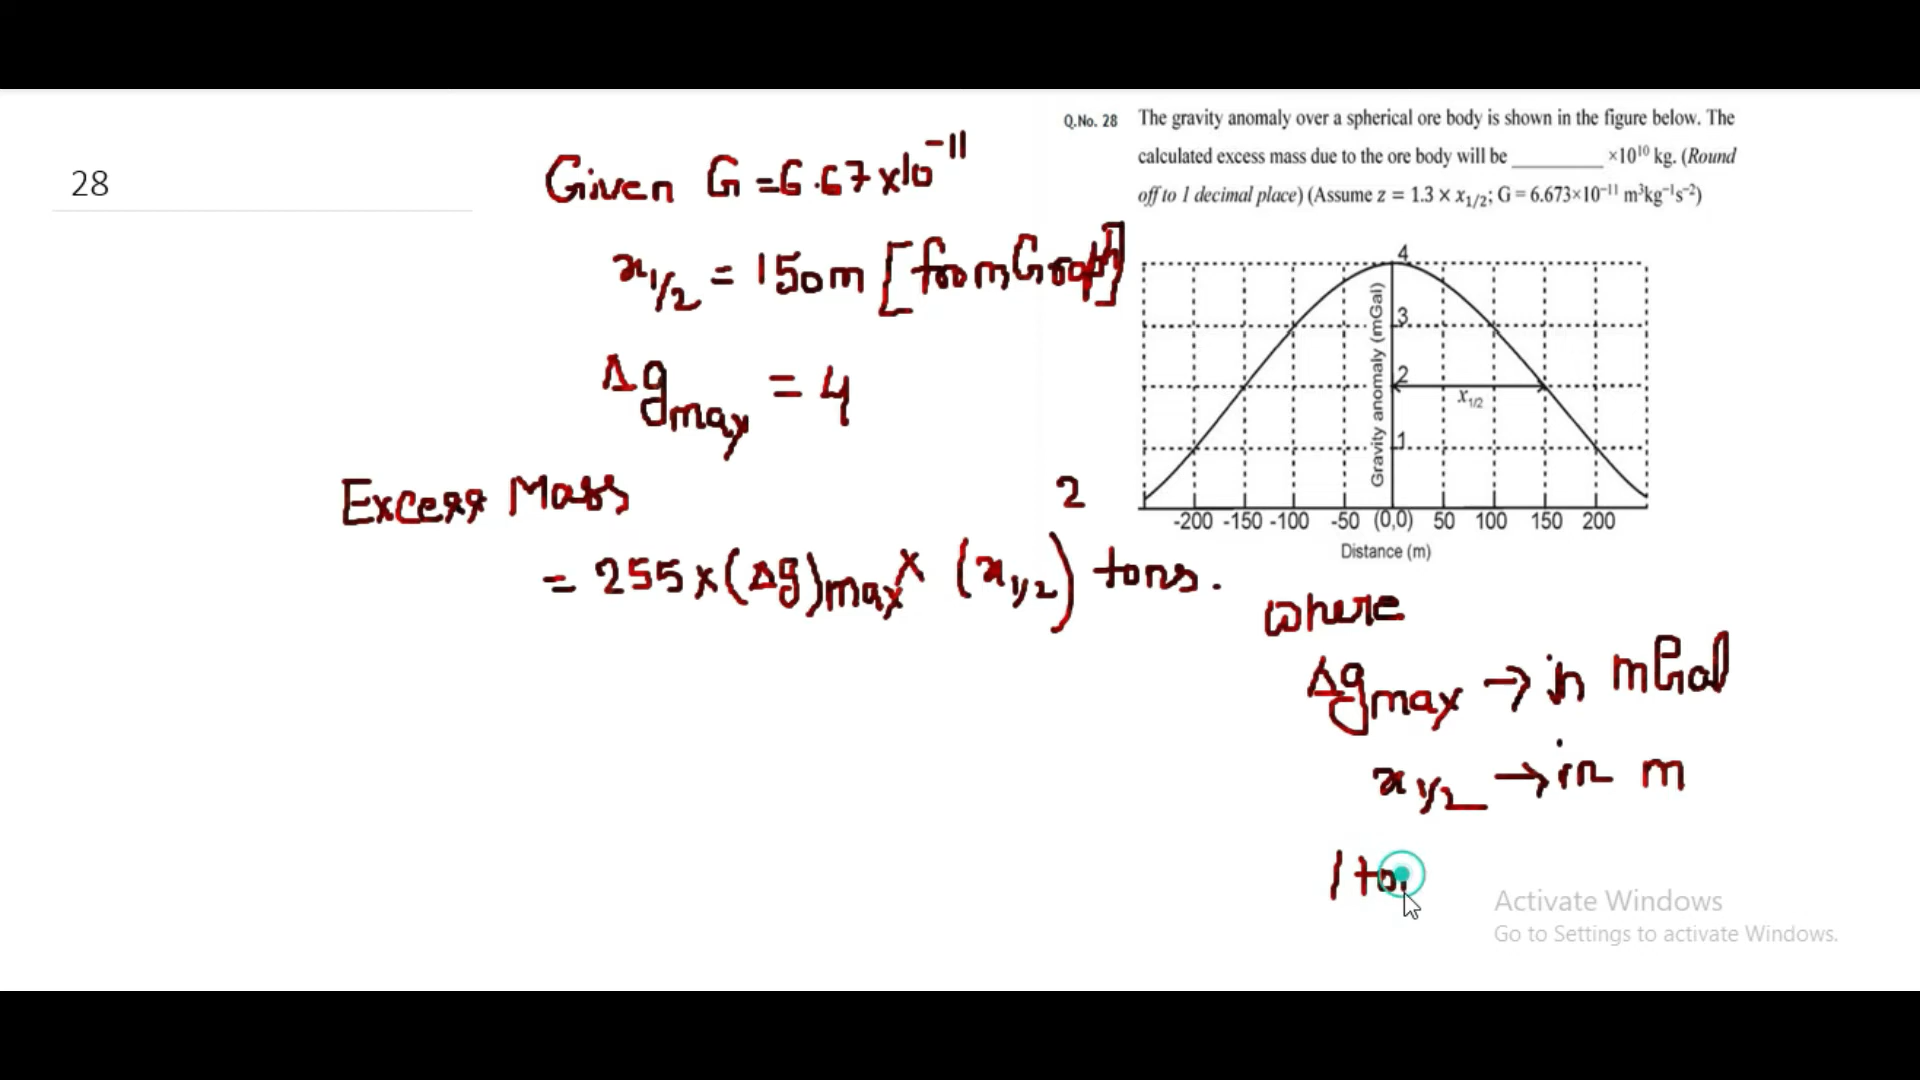 28
Given G = 6.67 x 10⁻¹¹
x1/2 = 150m [from Graph]
Δgmax = 4
Excess Mass
= 255 x (Δg)max x (x1/2)² tons.
where
Δgmax → in mGal
x1/2 → in m
1 ton
Q.No. 28 The gravity anomaly over a spherical ore body is shown in the figure below. The
calculated excess mass due to the ore body will be __________ ×10¹⁰ kg. (Round
off to 1 decimal place) (Assume z = 1.3 × x1/2; G = 6.673×10⁻¹¹ m³kg⁻¹s⁻²)
4
3
2
1
Gravity anomaly (mGal)
x1/2
-200 -150 -100 -50 (0,0) 50 100 150 200
Distance (m)
Activate Windows
Go to Settings to activate Windows.